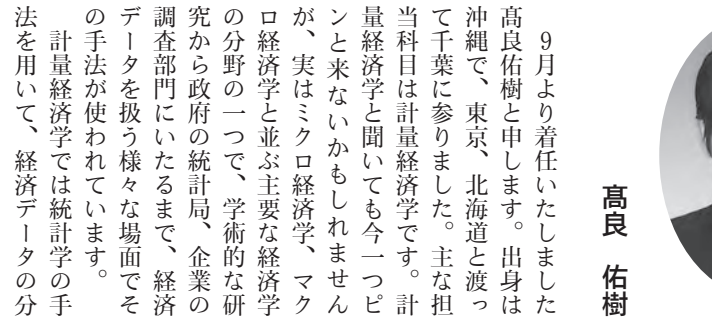 髙良　佑樹
　９月より着任いたしました
髙良佑樹と申します。出身は
沖縄で、東京、北海道と渡っ
て千葉に参りました。主な担
当科目は計量経済学です。計
量経済学と聞いても今一つピ
ンと来ないかもしれません
が、実はミクロ経済学、マク
ロ経済学と並ぶ主要な経済学
の分野の一つで、学術的な研
究から政府の統計局、企業の
調査部門にいたるまで、経済
データを扱う様々な場面でそ
の手法が使われています。
　計量経済学では統計学の手
法を用いて、経済データの分